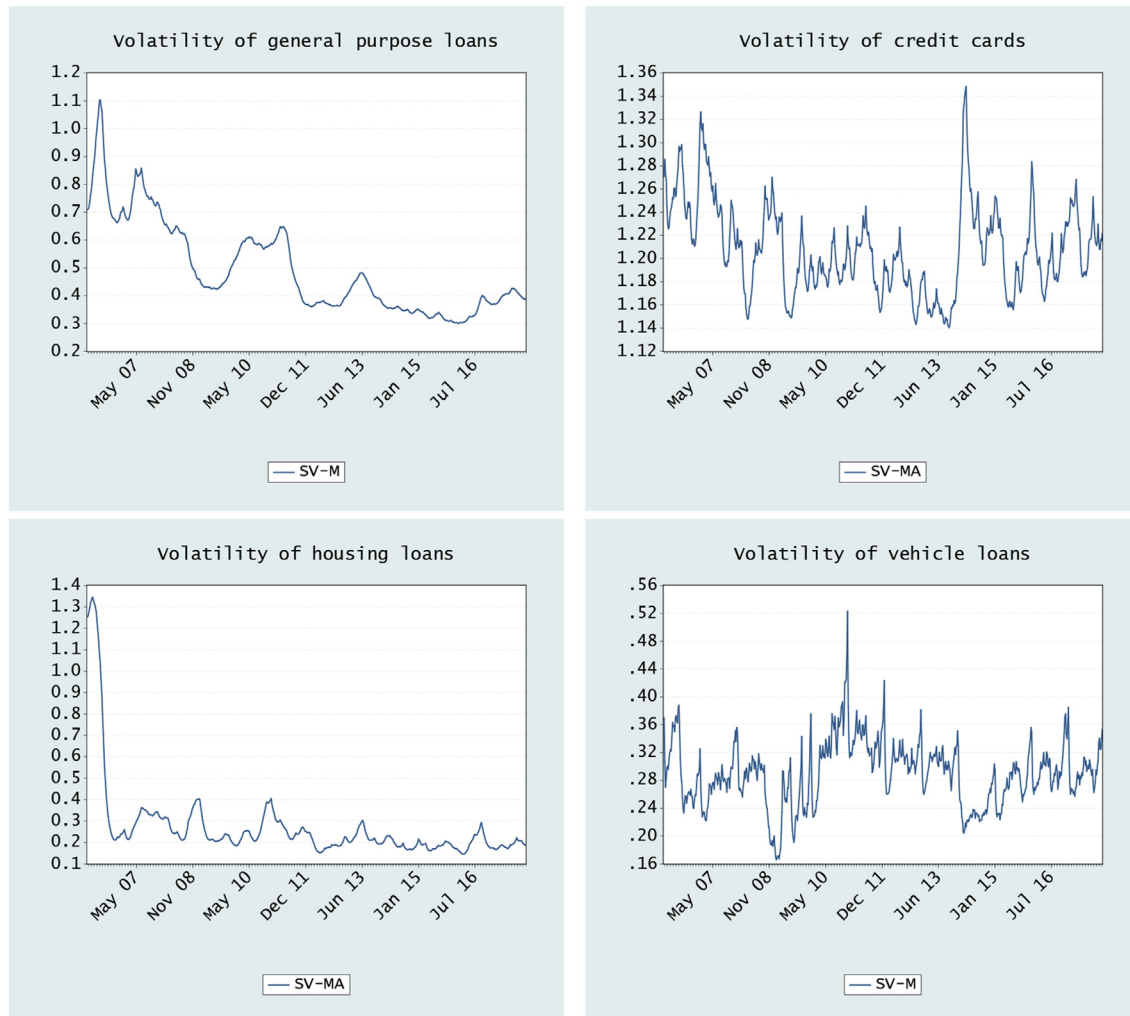 Volatility of general purpose loans
1.2
1.1
1.0
0.9
0.8
0.7
0.6
0.5
0.4
0.3
0.2
May 07
Nov 08
May 10
Dec 11
Jun 13
Jan 15
Jul 16
SV-M
Volatility of credit cards
1.36
1.34
1.32
1.30
1.28
1.26
1.24
1.22
1.20
1.18
1.16
1.14
1.12
May 07
Nov 08
May 10
Dec 11
Jun 13
Jan 15
Jul 16
SV-MA
Volatility of housing loans
1.4
1.3
1.2
1.1
1.0
0.9
0.8
0.7
0.6
0.5
0.4
0.3
0.2
0.1
May 07
Nov 08
May 10
Dec 11
Jun 13
Jan 15
Jul 16
SV-MA
Volatility of vehicle loans
.56
.52
.48
.44
.40
.36
.32
.28
.24
.20
.16
May 07
Nov 08
May 10
Dec 11
Jun 13
Jan 15
Jul 16
SV-M